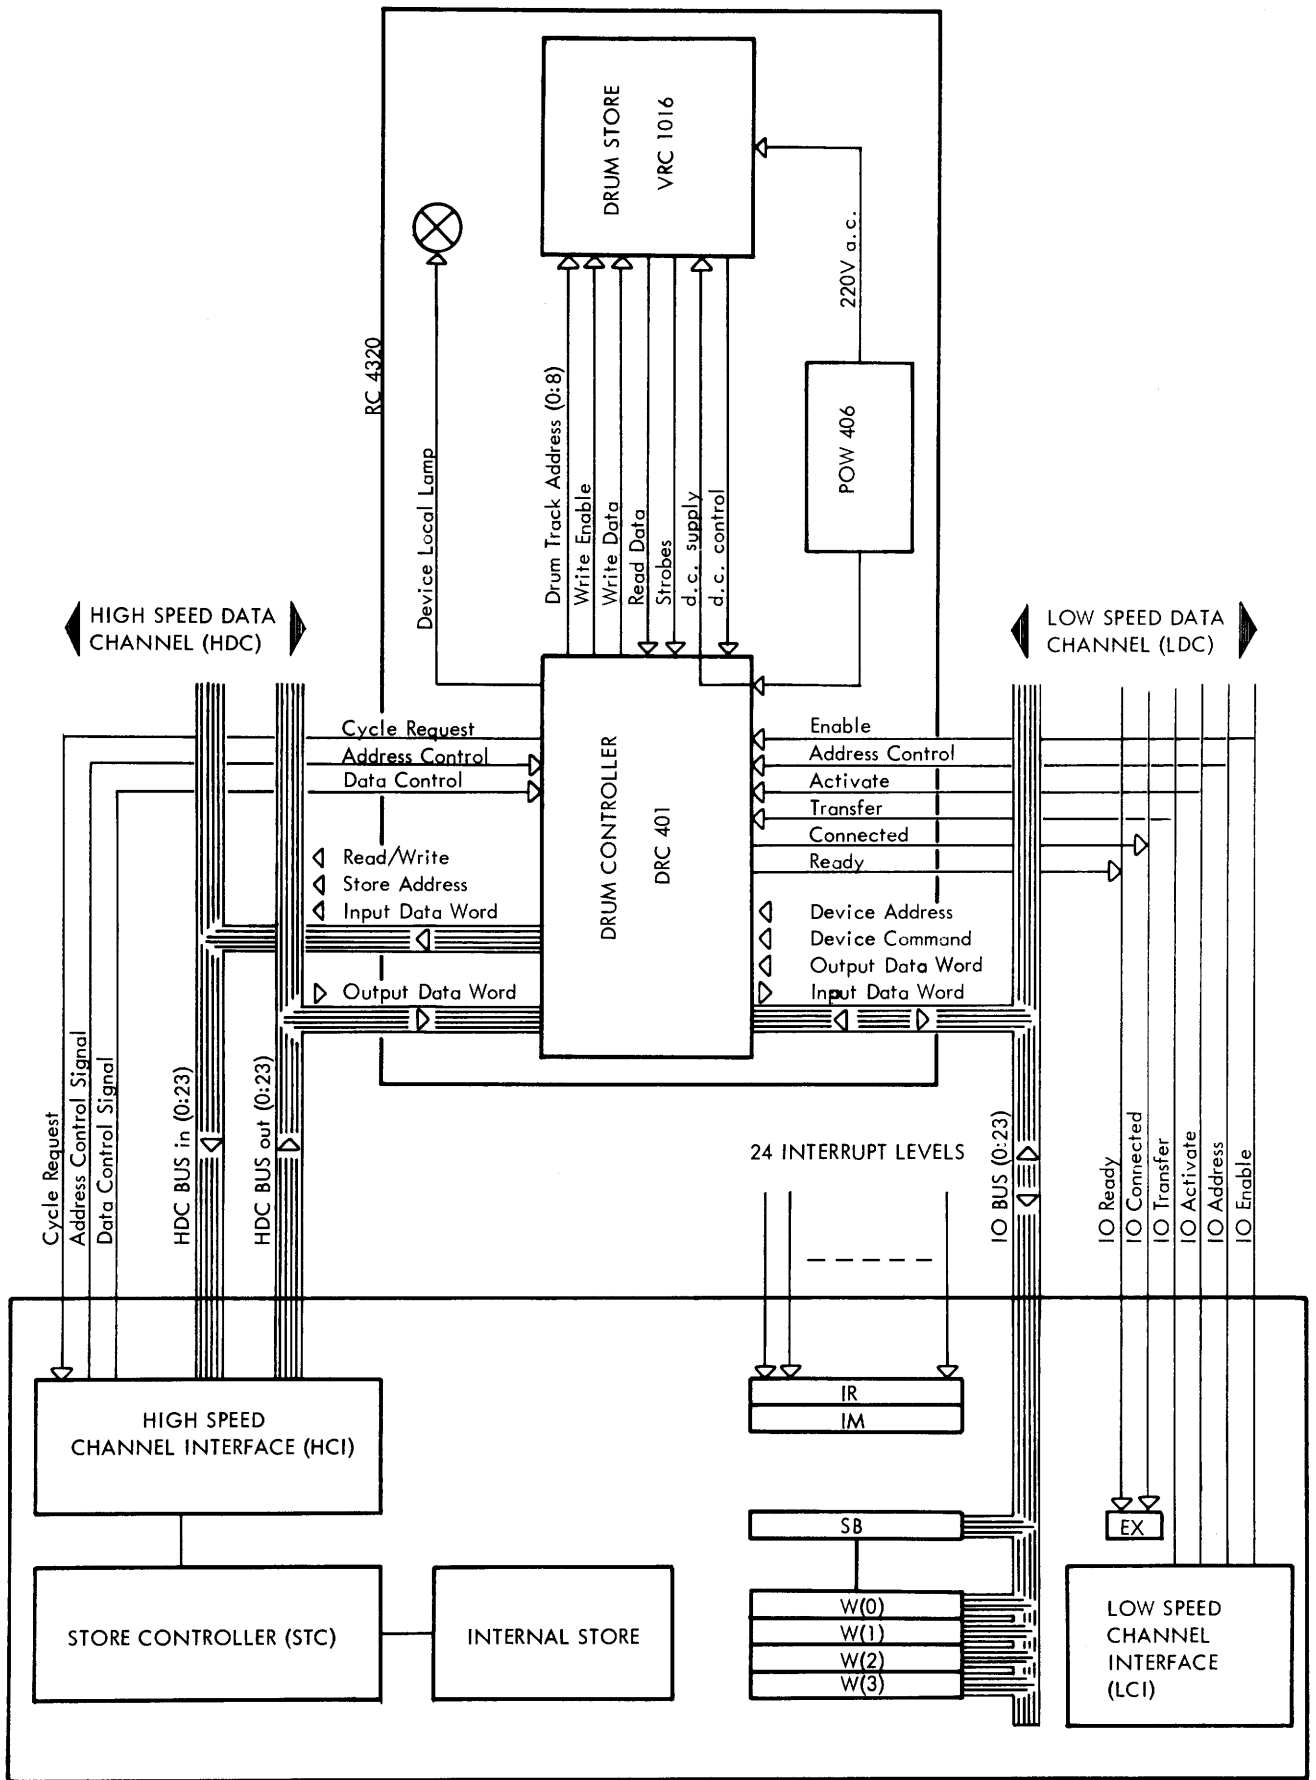 DRUM STORE
VRC 1016
RC 4320
220V a.c.
POW 406
Device Local Lamp
Drum Track Address (0:8)
Write Enable
Write Data
Read Data
Strobes
d.c. supply
d.c. control
HIGH SPEED DATA
CHANNEL (HDC)
LOW SPEED DATA
CHANNEL (LDC)
Cycle Request
Address Control
Data Control
Read/Write
Store Address
Input Data Word
Output Data Word
DRUM CONTROLLER
DRC 401
Enable
Address Control
Activate
Transfer
Connected
Ready
Device Address
Device Command
Output Data Word
Input Data Word
Cycle Request
Address Control Signal
Data Control Signal
HDC BUS in (0:23)
HDC BUS out (0:23)
24 INTERRUPT LEVELS
IO BUS (0:23)
IO Ready
IO Connected
IO Transfer
IO Activate
IO Address
IO Enable
HIGH SPEED
CHANNEL INTERFACE (HCI)
IR
IM
SB
EX
STORE CONTROLLER (STC)
INTERNAL STORE
W(0)
W(1)
W(2)
W(3)
LOW SPEED
CHANNEL
INTERFACE
(LCI)